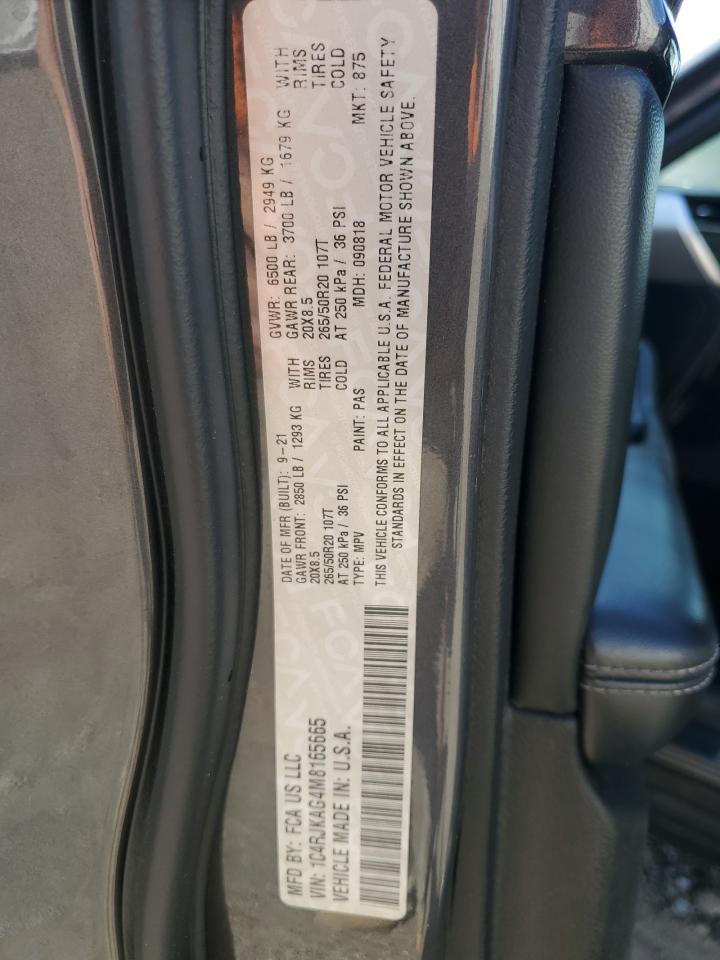 MFD BY: FCA US LLC
VIN: 1C4RJKAG4M8165665
VEHICLE MADE IN: U.S.A.
DATE OF MFR (BUILT): 9-21 GVWR: 6500 LB / 2949 KG
GAWR FRONT: 2850 LB / 1293 KG WITH GAWR REAR: 3700 LB / 1679 KG WITH
20X8.5 RIMS 20X8.5 RIMS
265/50R20 107T TIRES 265/50R20 107T TIRES
AT 250 kPa / 36 PSI COLD AT 250 kPa / 36 PSI COLD
TYPE: MPV PAINT: PAS MDH: 090818 MKT: 875
THIS VEHICLE CONFORMS TO ALL APPLICABLE U.S.A. FEDERAL MOTOR VEHICLE SAFETY
STANDARDS IN EFFECT ON THE DATE OF MANUFACTURE SHOWN ABOVE.